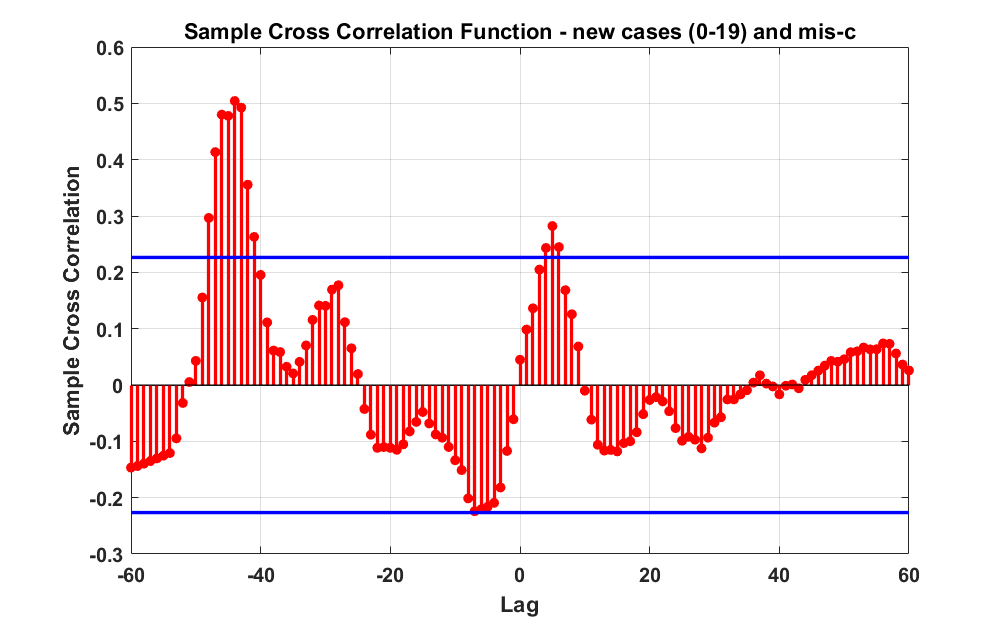 Sample Cross Correlation Function - new cases (0-19) and mis-c
Sample Cross Correlation
0.6
0.5
0.4
0.3
0.2
0.1
0
-0.1
-0.2
-0.3
-60 -40 -20 0 20 40 60
Lag